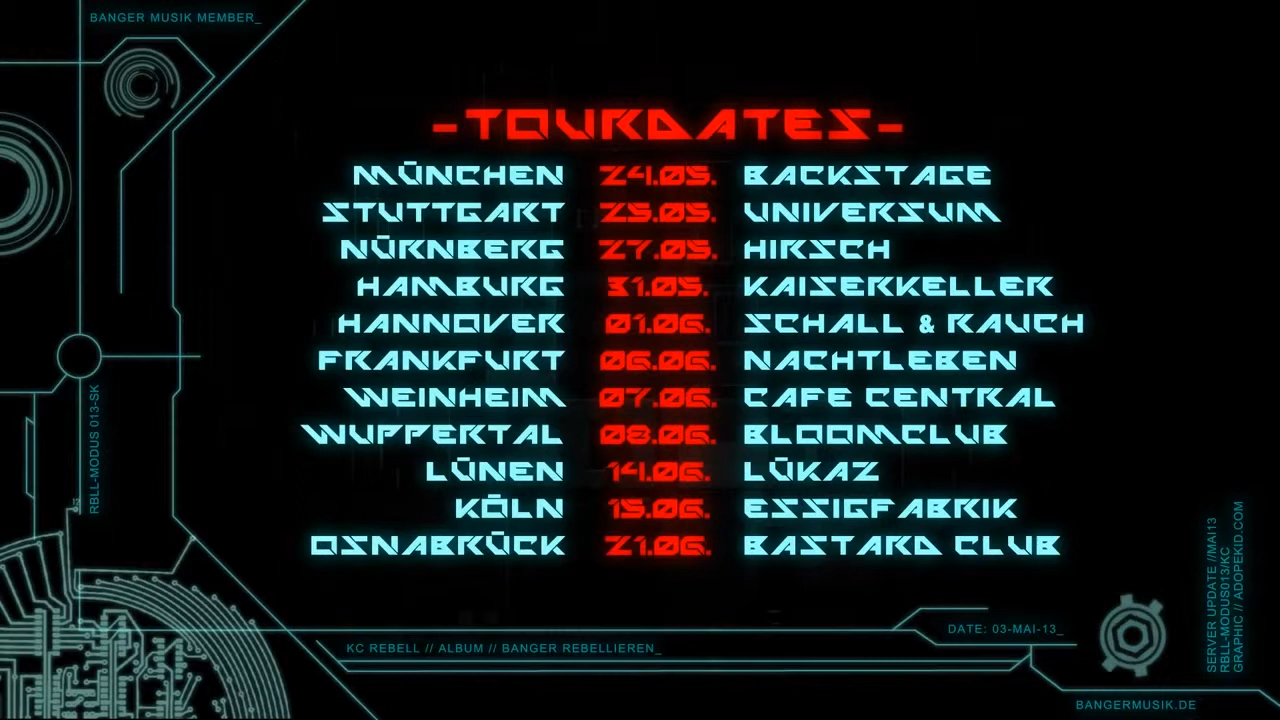 BANGER MUSIK MEMBER_
-TOURDATES-
MÜNCHEN 24.05. BACKSTAGE
STUTTGART 25.05. UNIVERSUM
NÜRNBERG 27.05. HIRSCH
HAMBURG 31.05. KAISERKELLER
HANNOVER 01.06. SCHALL & RAUCH
FRANKFURT 06.06. NACHTLEBEN
WEINHEIM 07.06. CAFE CENTRAL
WUPPERTAL 08.06. BLOOMCLUB
LÜNEN 14.06. LÜKAZ
KÖLN 15.06. ESSIGFABRIK
OSNABRÜCK 21.06. BASTARD CLUB
RBLL-MODUS 013-SK
KC REBELL // ALBUM // BANGER REBELLIEREN_
DATE: 03-MAI-13_
SERVER UPDATE //MAI13
RBLL-MODUS013/KC
GRAPHIC // ADOPEKID.COM
BANGERMUSIK.DE